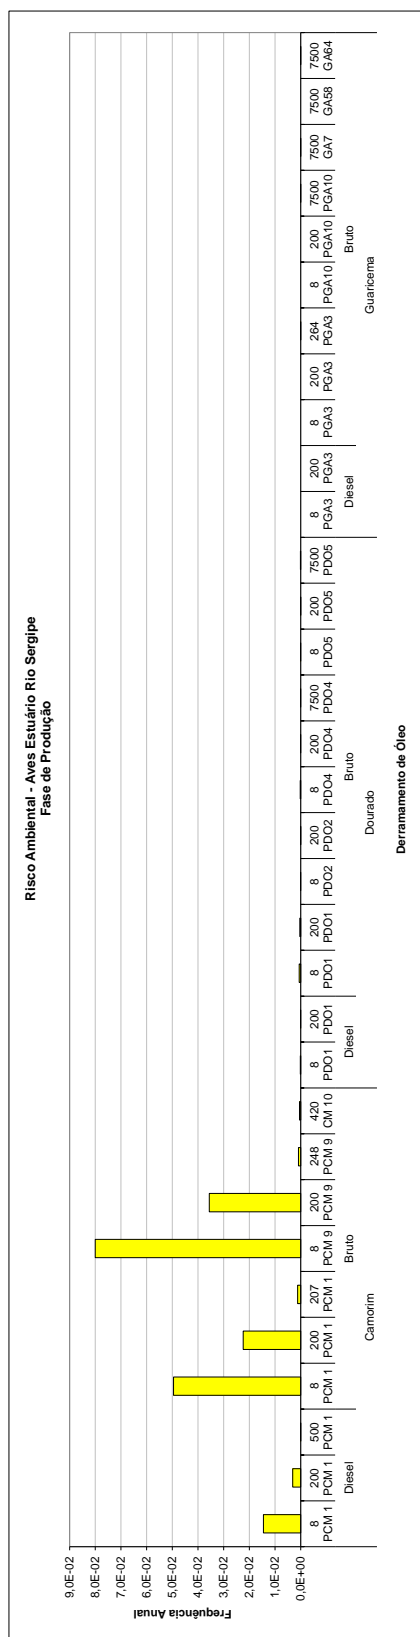 Risco Ambiental - Aves Estuário Rio Sergipe
Fase de Produção
Frequência Anual
9,0E-02
8,0E-02
7,0E-02
6,0E-02
5,0E-02
4,0E-02
3,0E-02
2,0E-02
1,0E-02
0,0E+00
8 200 500 8 200 207 8 200 248 420 8 200 8 200 8 200 8 200 7500 8 200 7500 8 200 8 200 264 8 200 7500 7500 7500 7500
PCM 1 PCM 1 PCM 1 PCM 1 PCM 1 PCM 1 PCM 9 PCM 9 PCM 9 CM 10 PDO1 PDO1 PDO1 PDO1 PDO2 PDO2 PDO4 PDO4 PDO4 PDO5 PDO5 PDO5 PGA3 PGA3 PGA3 PGA3 PGA3 PGA10 PGA10 PGA10 GA7 GA58 GA64
Diesel Bruto Diesel Bruto Diesel Bruto
Camorim Dourado Guaricema
Derramamento de Óleo